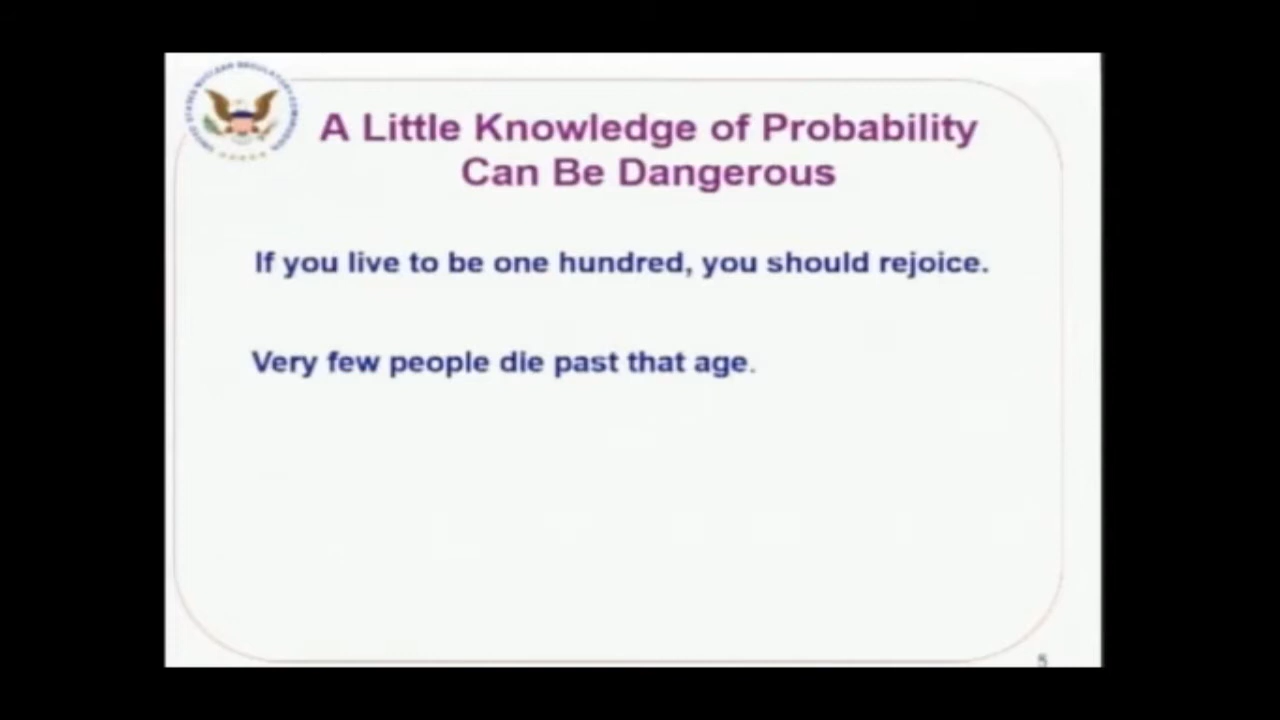 A Little Knowledge of Probability
Can Be Dangerous
If you live to be one hundred, you should rejoice.
Very few people die past that age.
5